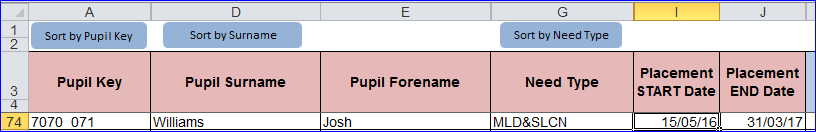 A D E G I J
1 Sort by Pupil Key Sort by Surname Sort by Need Type
2
3 Pupil Key Pupil Surname Pupil Forename Need Type Placement START Date Placement END Date
4
74 7070_071 Williams Josh MLD&SLCN 15/05/16 31/03/17